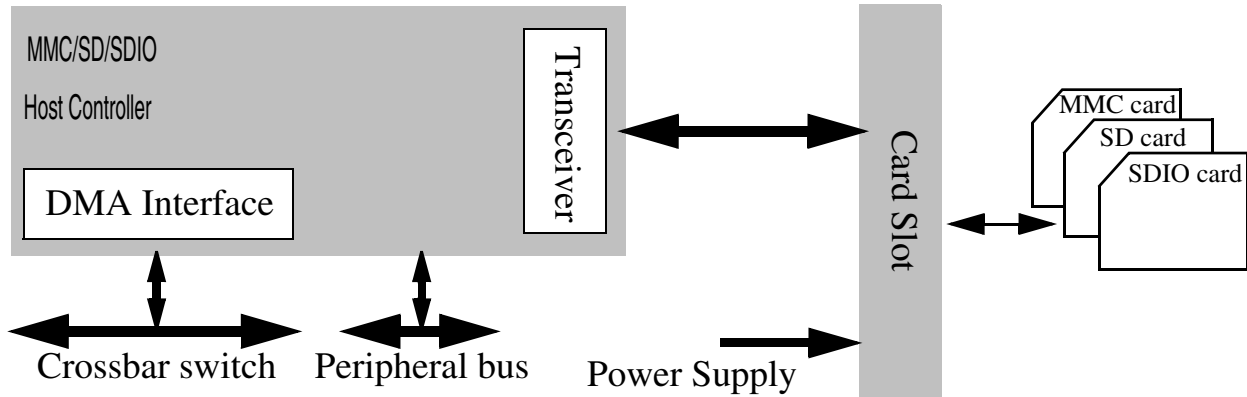 MMC/SD/SDIO
Host Controller
Transceiver
DMA Interface
Card Slot
MMC card
SD card
SDIO card
Crossbar switch
Peripheral bus
Power Supply